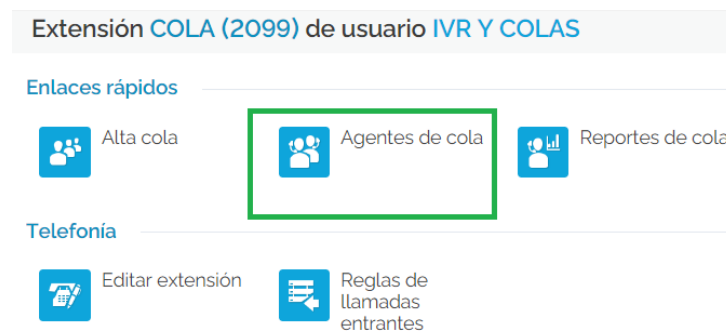 Extensión COLA (2099) de usuario IVR Y COLAS
Enlaces rápidos
Alta cola
Agentes de cola
Reportes de cola
Telefonía
Editar extensión
Reglas de
llamadas
entrantes